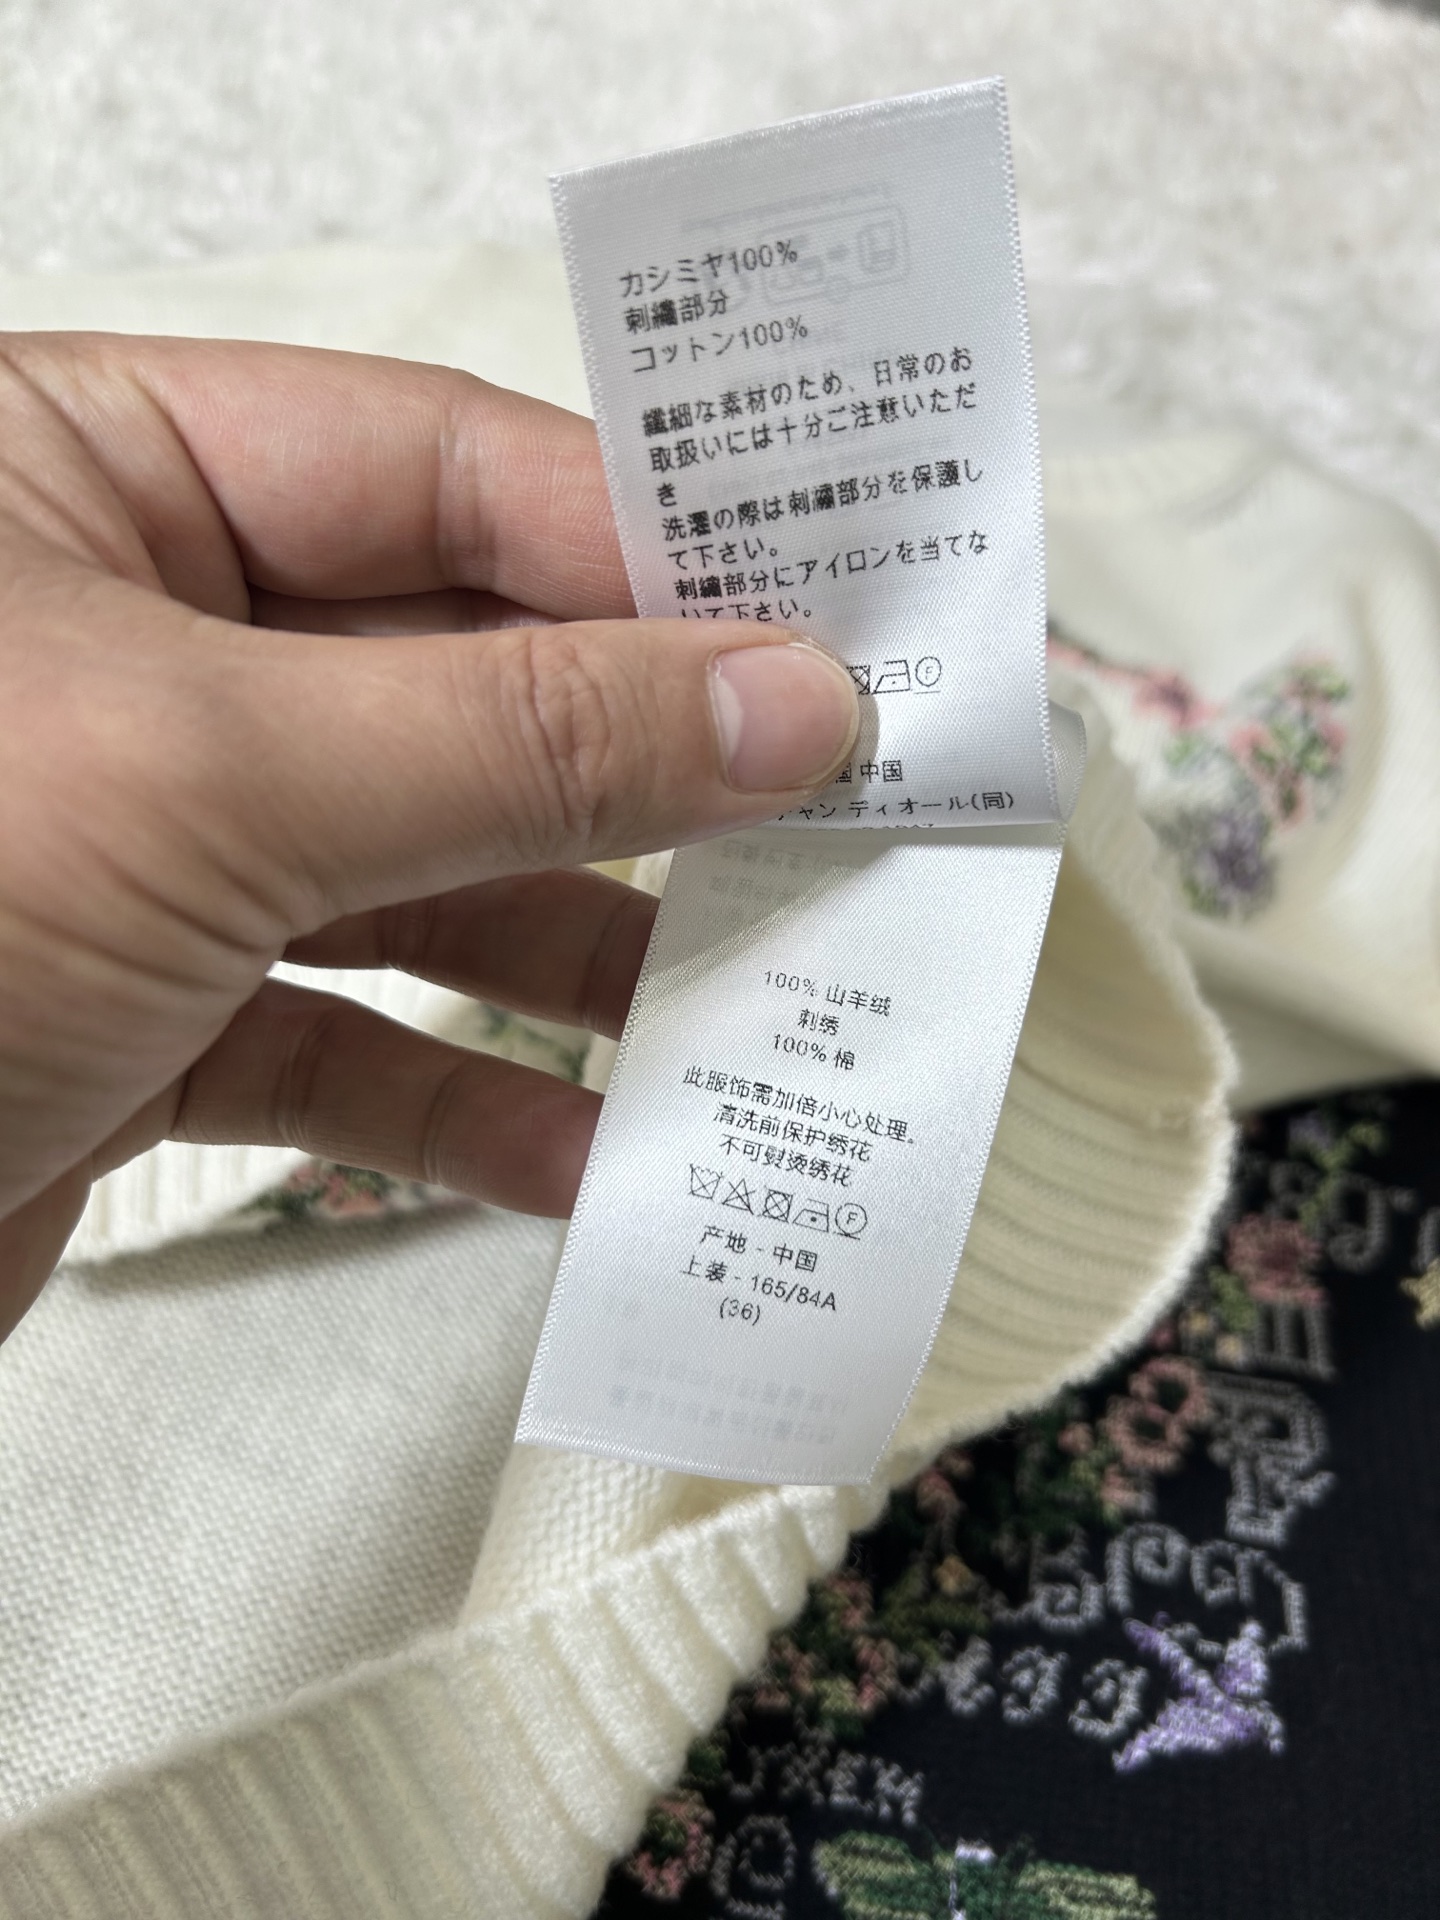 カシミヤ100%
刺繍部分
コットン100%
繊細な素材のため、日常のお
取扱いには十分ご注意いただ
き
洗濯の際は刺繍部分を保護し
て下さい。
刺繍部分にアイロンを当てな
いて下さい。
F
国 中国
ャン ディオール(同)
100% 山羊绒
刺绣
100% 棉
此服饰需加倍小心处理。
清洗前保护绣花
不可熨烫绣花
F
产地 - 中国
上装 - 165/84A
(36)